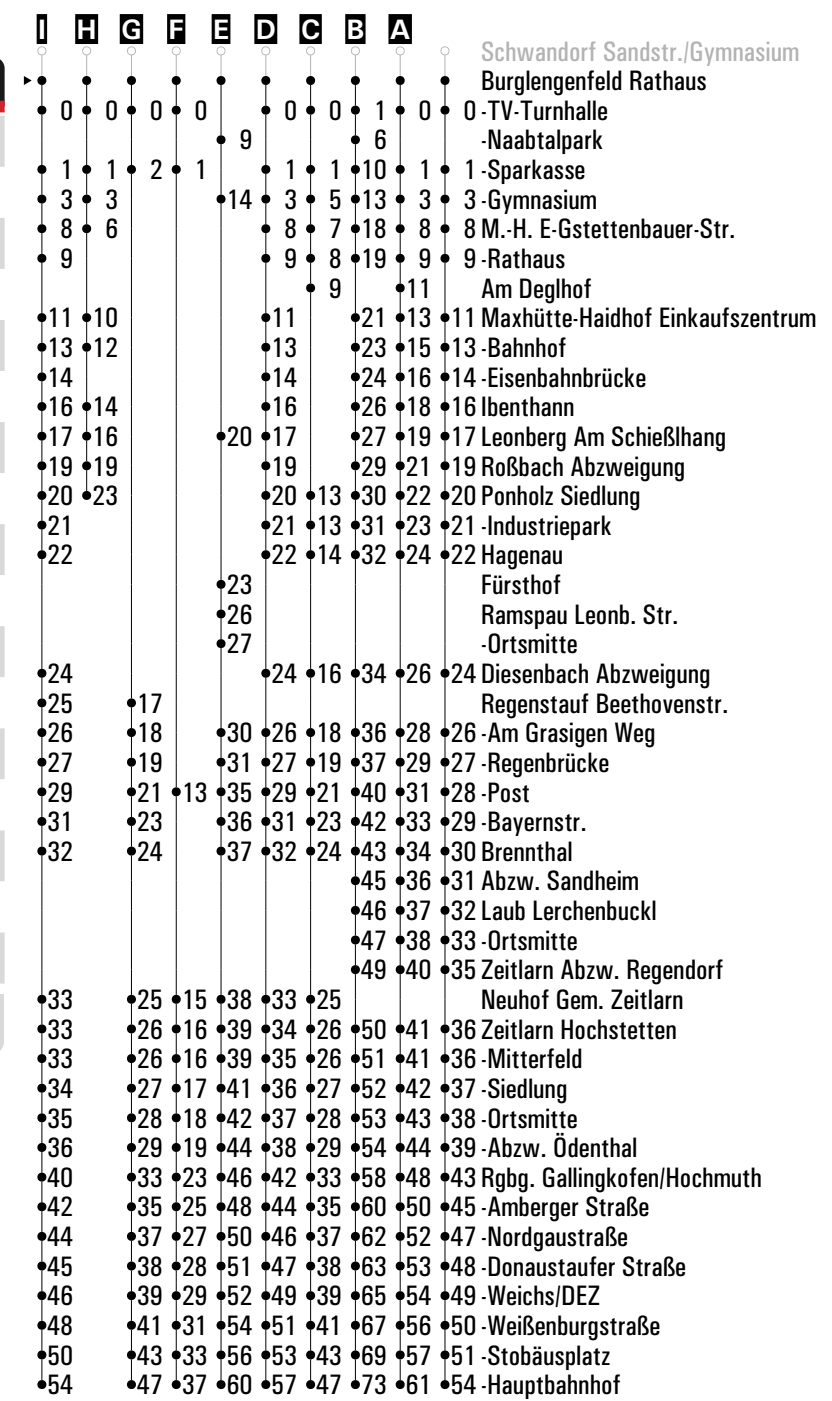 I H G F E D C B A
Schwandorf Sandstr./Gymnasium
Burglengenfeld Rathaus
0 0 0 0 0 0 1 0 0 -TV-Turnhalle
9 6 -Naabtalpark
1 1 2 1 1 1 10 1 1 -Sparkasse
3 3 14 3 5 13 3 3 -Gymnasium
8 6 8 7 18 8 8 M.-H. E-Gstettenbauer-Str.
9 9 8 19 9 9 -Rathaus
9 11 Am Deglhof
11 10 11 21 13 11 Maxhütte-Haidhof Einkaufszentrum
13 12 13 23 15 13 -Bahnhof
14 14 24 16 14 -Eisenbahnbrücke
16 14 16 26 18 16 Ibenthann
17 16 20 17 27 19 17 Leonberg Am Schießlhang
19 19 19 29 21 19 Roßbach Abzweigung
20 23 20 13 30 22 20 Ponholz Siedlung
21 21 13 31 23 21 -Industriepark
22 22 14 32 24 22 Hagenau
23 Fürsthof
26 Ramspau Leonb. Str.
27 -Ortsmitte
24 24 16 34 26 24 Diesenbach Abzweigung
25 17 Regenstauf Beethovenstr.
26 18 30 26 18 36 28 26 -Am Grasigen Weg
27 19 31 27 19 37 29 27 -Regenbrücke
29 21 13 35 29 21 40 31 28 -Post
31 23 36 31 23 42 33 29 -Bayernstr.
32 24 37 32 24 43 34 30 Brennthal
45 36 31 Abzw. Sandheim
46 37 32 Laub Lerchenbuckl
47 38 33 -Ortsmitte
49 40 35 Zeitlarn Abzw. Regendorf
33 25 15 38 33 25 Neuhof Gem. Zeitlarn
33 26 16 39 34 26 50 41 36 Zeitlarn Hochstetten
33 26 16 39 35 26 51 41 36 -Mitterfeld
34 27 17 41 36 27 52 42 37 -Siedlung
35 28 18 42 37 28 53 43 38 -Ortsmitte
36 29 19 44 38 29 54 44 39 -Abzw. Ödenthal
40 33 23 46 42 33 58 48 43 Rgbg. Gallingkofen/Hochmuth
42 35 25 48 44 35 60 50 45 -Amberger Straße
44 37 27 50 46 37 62 52 47 -Nordgaustraße
45 38 28 51 47 38 63 53 48 -Donaustaufer Straße
46 39 29 52 49 39 65 54 49 -Weichs/DEZ
48 41 31 54 51 41 67 56 50 -Weißenburgstraße
50 43 33 56 53 43 69 57 51 -Stobäusplatz
54 47 37 60 57 47 73 61 54 -Hauptbahnhof